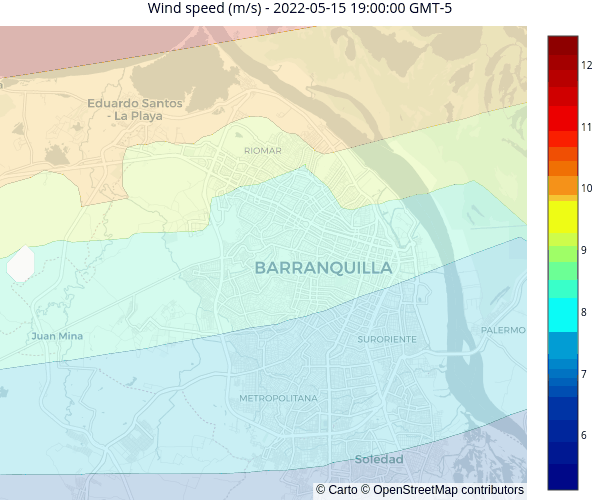 Wind speed (m/s) - 2022-05-15 19:00:00 GMT-5
Eduardo Santos
- La Playa
RIOMAR
BARRANQUILLA
Juan Mina
SURORIENTE
PALERMO
METROPOLITANA
Soledad
© Carto © OpenStreetMap contributors
12
11
10
9
8
7
6